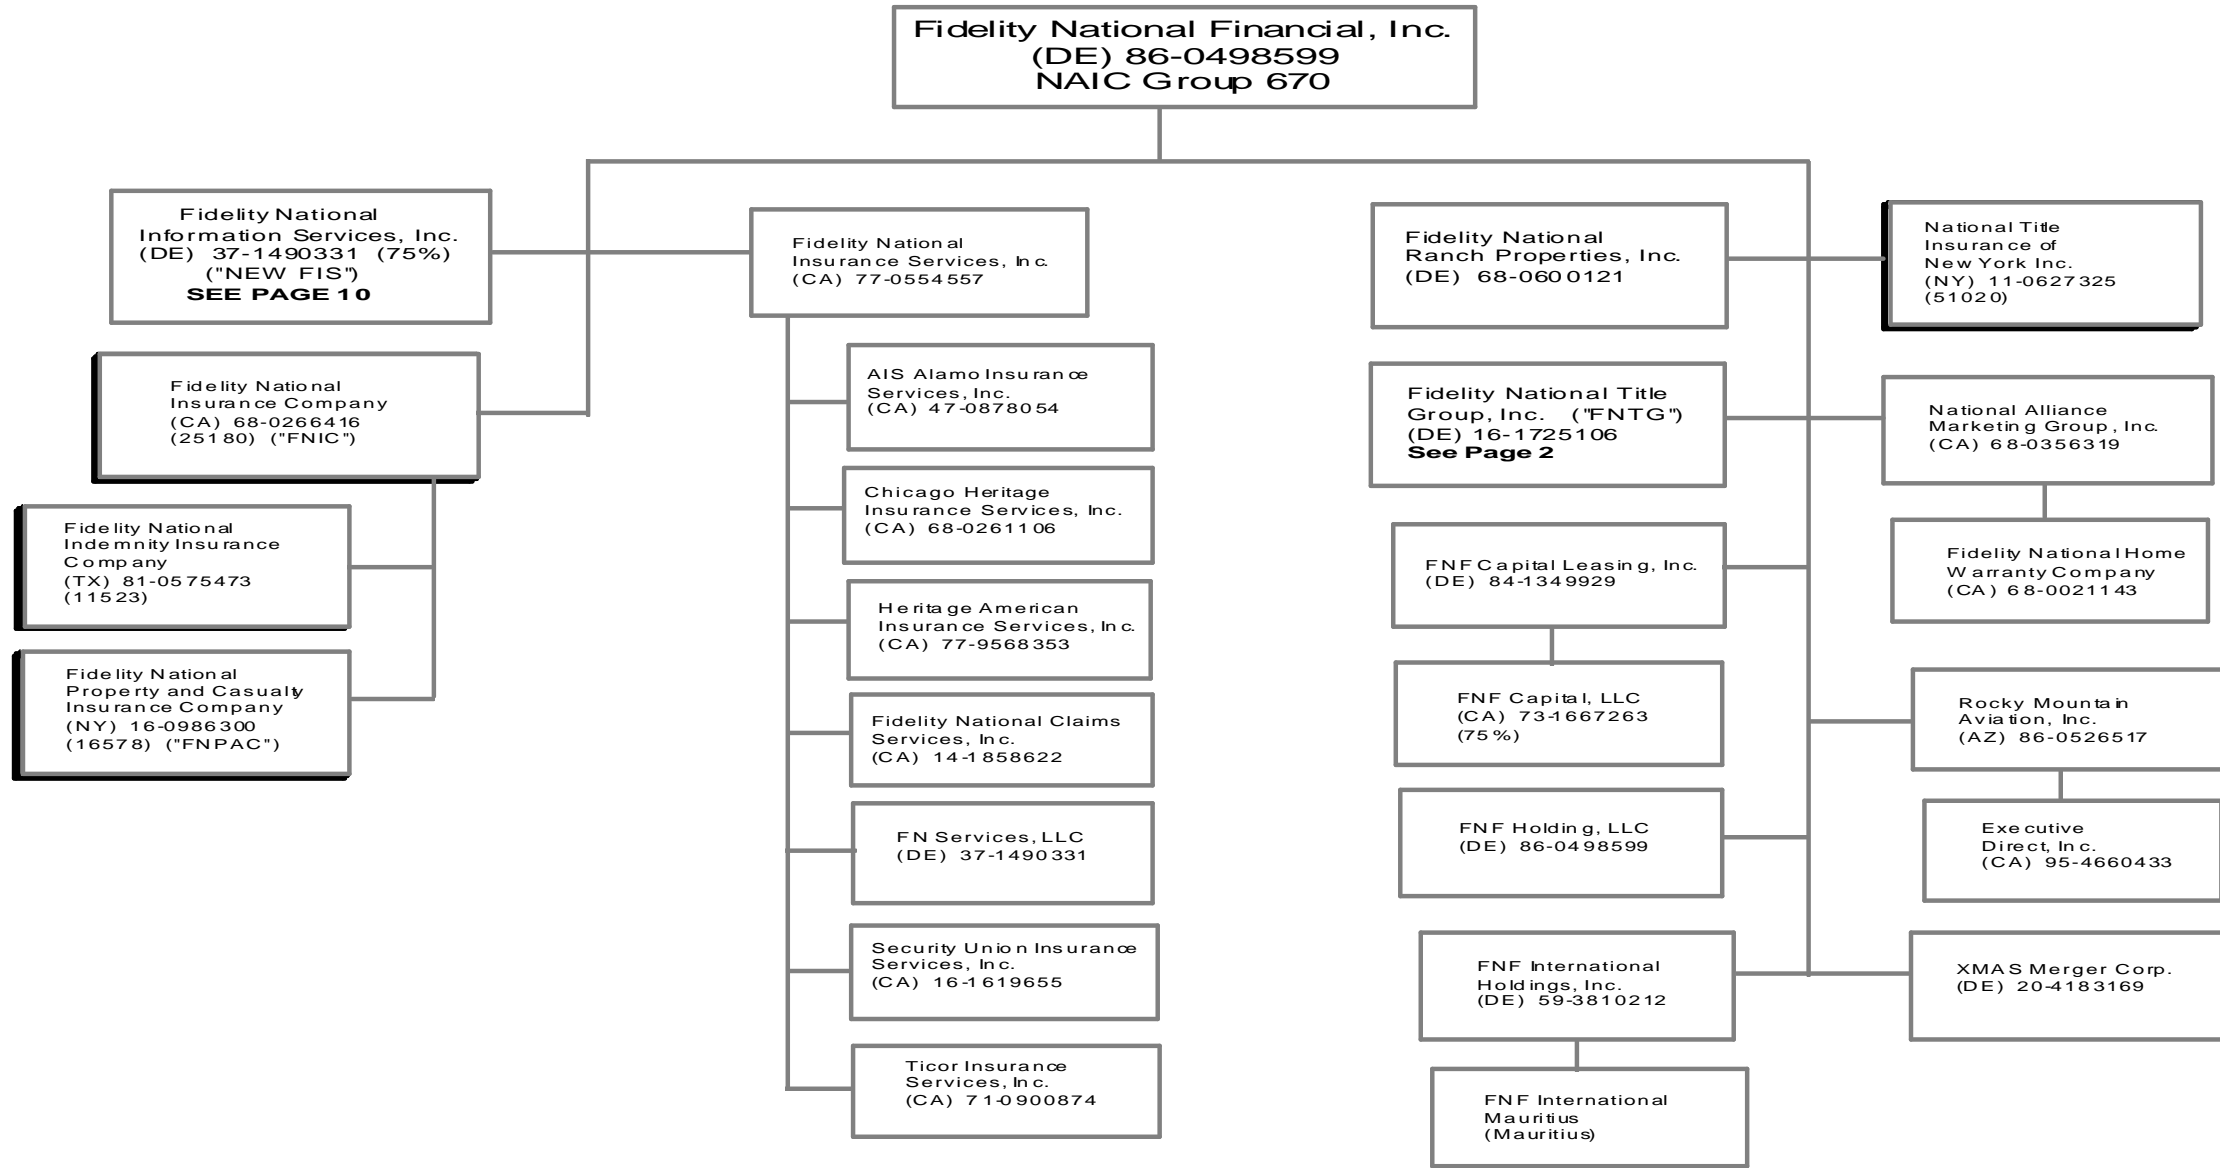 Fidelity National Financial, Inc.
(DE) 86-0498599
NAIC Group 670
Fidelity National
Information Services, Inc.
(DE) 37-1490331 (75%)
("NEW FIS")
SEE PAGE 10
Fidelity National
Insurance Company
(CA) 68-0266416
(25180) ("FNIC")
Fidelity National
Indemnity Insurance
Company
(TX) 81-0575473
(11523)
Fidelity National
Property and Casualty
Insurance Company
(NY) 16-0986300
(16578) ("FNPAC")
Fidelity National
Insurance Services, Inc.
(CA) 77-0554557
AIS Alamo Insurance
Services, Inc.
(CA) 47-0878054
Chicago Heritage
Insurance Services, Inc.
(CA) 68-0261106
Heritage American
Insurance Services, Inc.
(CA) 77-9568353
Fidelity National Claims
Services, Inc.
(CA) 14-1858622
FN Services, LLC
(DE) 37-1490331
Security Union Insurance
Services, Inc.
(CA) 16-1619655
Ticor Insurance
Services, Inc.
(CA) 71-0900874
Fidelity National
Ranch Properties, Inc.
(DE) 68-0600121
Fidelity National Title
Group, Inc. ("FNTG")
(DE) 16-1725106
See Page 2
FNF Capital Leasing, Inc.
(DE) 84-1349929
FNF Capital, LLC
(CA) 73-1667263
(75%)
FNF Holding, LLC
(DE) 86-0498599
FNF International
Holdings, Inc.
(DE) 59-3810212
FNF International
Mauritius
(Mauritius)
National Title
Insurance of
New York Inc.
(NY) 11-0627325
(51020)
National Alliance
Marketing Group, Inc.
(CA) 68-0356319
Fidelity National Home
Warranty Company
(CA) 68-0021143
Rocky Mountain
Aviation, Inc.
(AZ) 86-0526517
Executive
Direct, Inc.
(CA) 95-4660433
XMAS Merger Corp.
(DE) 20-4183169